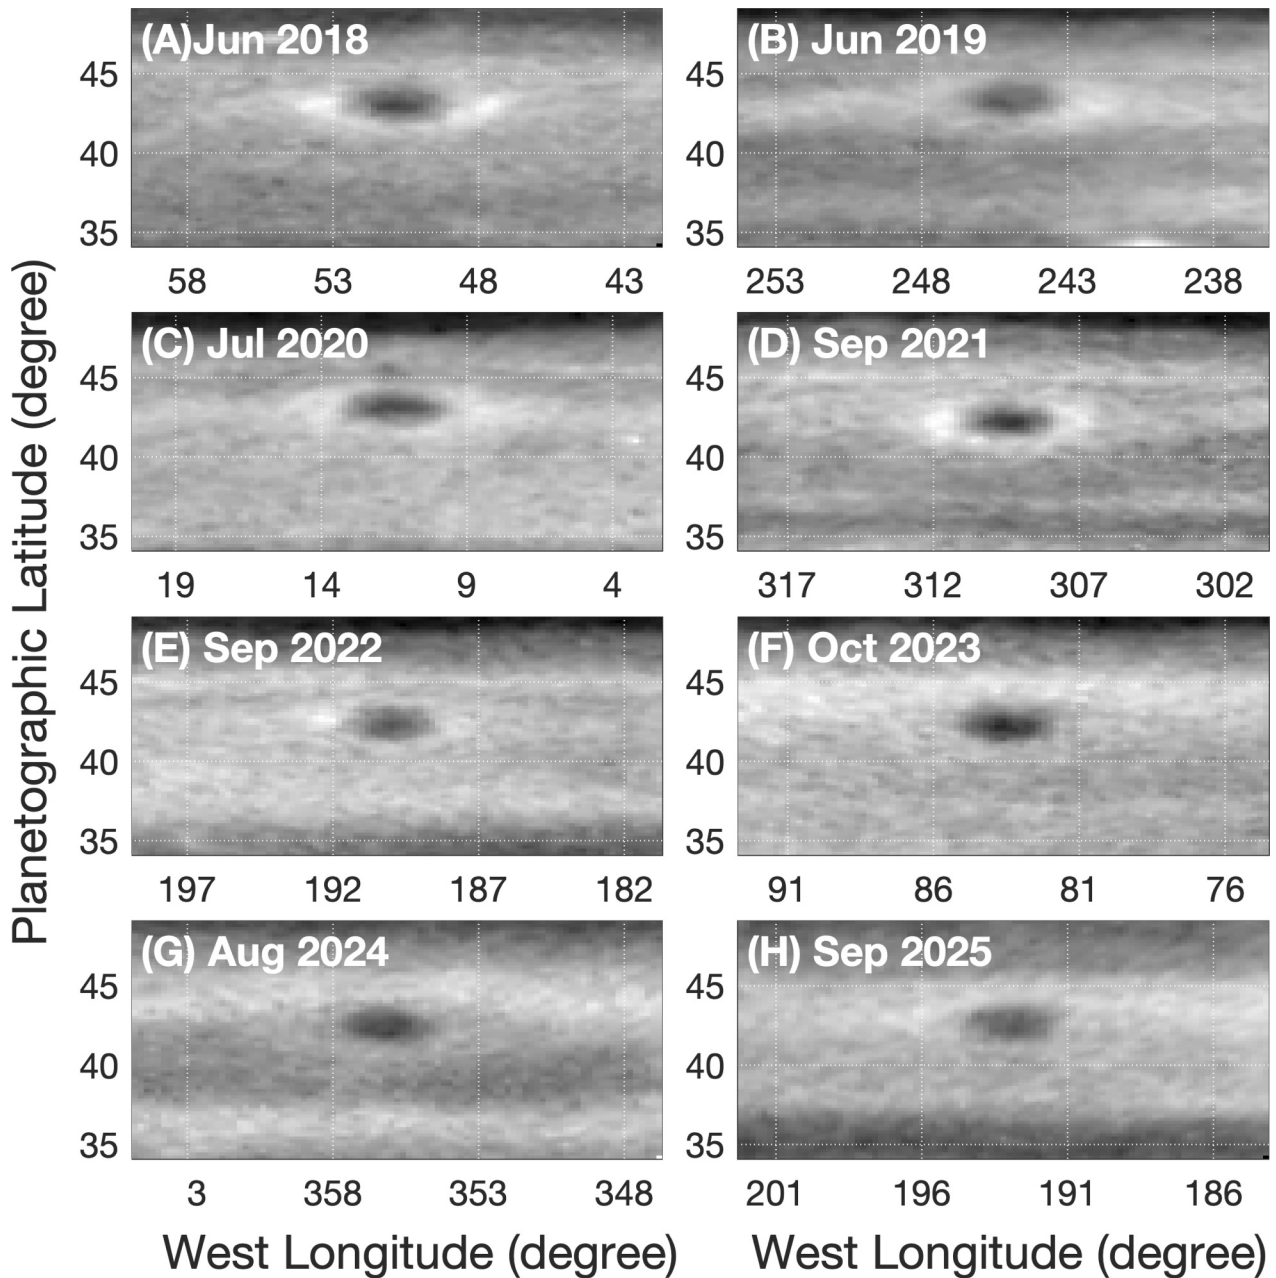 (A)Jun 2018
45
40
35
58 53 48 43
(B) Jun 2019
45
40
35
253 248 243 238
(C) Jul 2020
45
40
35
19 14 9 4
(D) Sep 2021
45
40
35
317 312 307 302
(E) Sep 2022
45
40
35
197 192 187 182
(F) Oct 2023
45
40
35
91 86 81 76
(G) Aug 2024
45
40
35
3 358 353 348
(H) Sep 2025
45
40
35
201 196 191 186
Planetographic Latitude (degree)
West Longitude (degree)
West Longitude (degree)